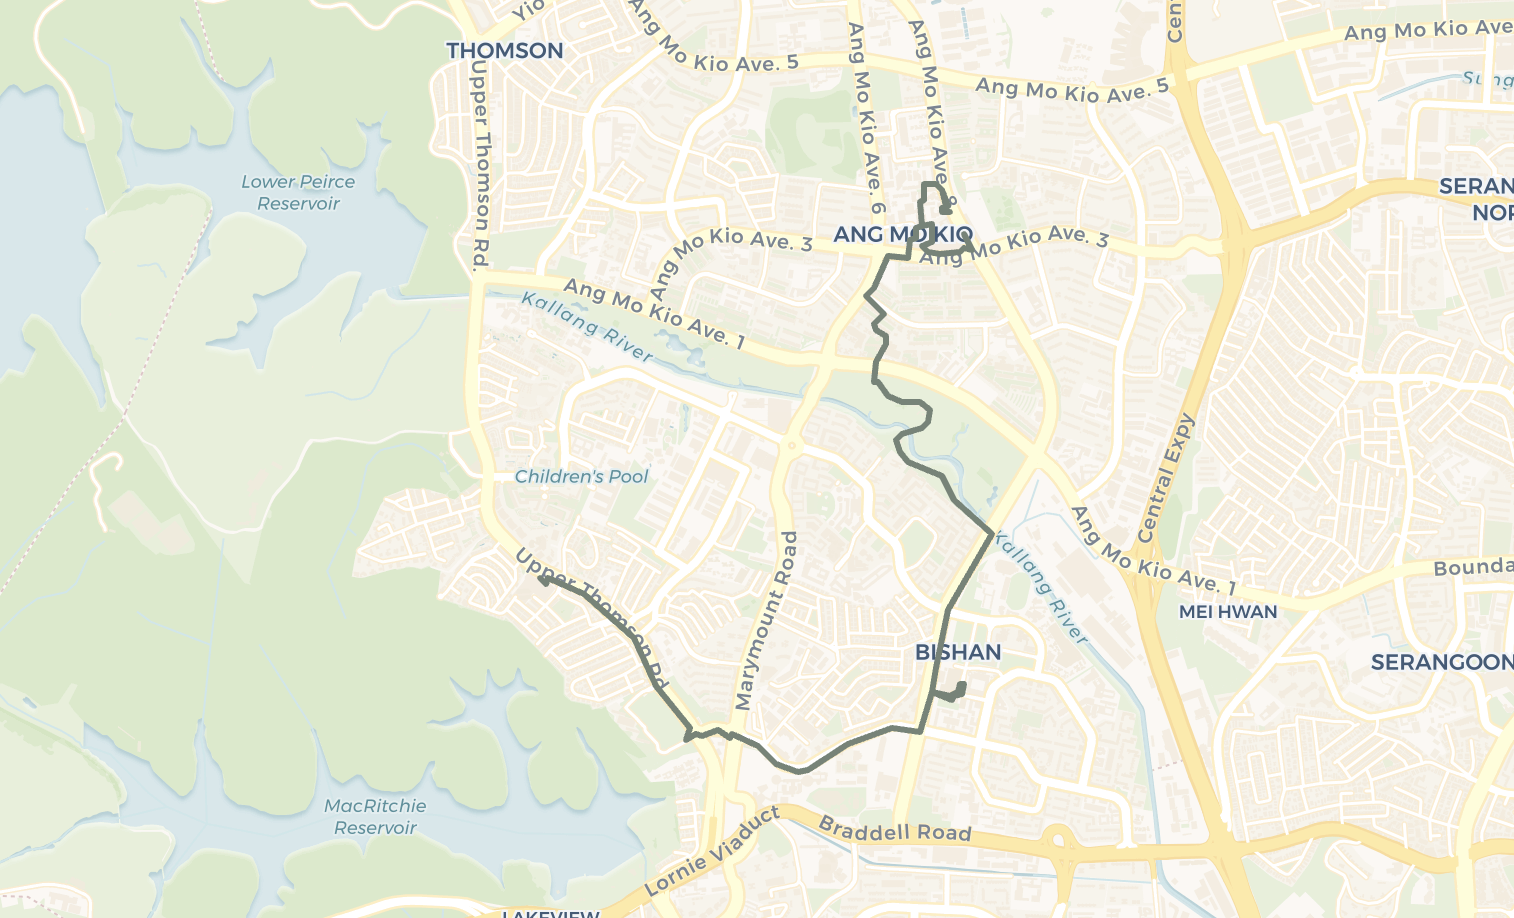 Yio
Ang Mo Kio Ave. 5
Ang Mo Kio Ave. 6
Ang Mo Kio Ave. 8
Cen
Ang Mo Kio Ave
THOMSON
Upper Thomson Rd.
Ang Mo Kio Ave. 5
Sung
Lower Peirce
Reservoir
SERAN
NOR
ANG MO KIO
Ang Mo Kio Ave. 3
Ang Mo Kio Ave. 3
Ang Mo Kio Ave. 1
Kallang River
Children's Pool
Central Expy
Marymount Road
Kallang River
Ang Mo Kio Ave. 1
Bounda
Upper Thomson Rd
MEI HWAN
BISHAN
SERANGOON
MacRitchie
Reservoir
Braddell Road
Lornie Viaduct
LAKEVIEW